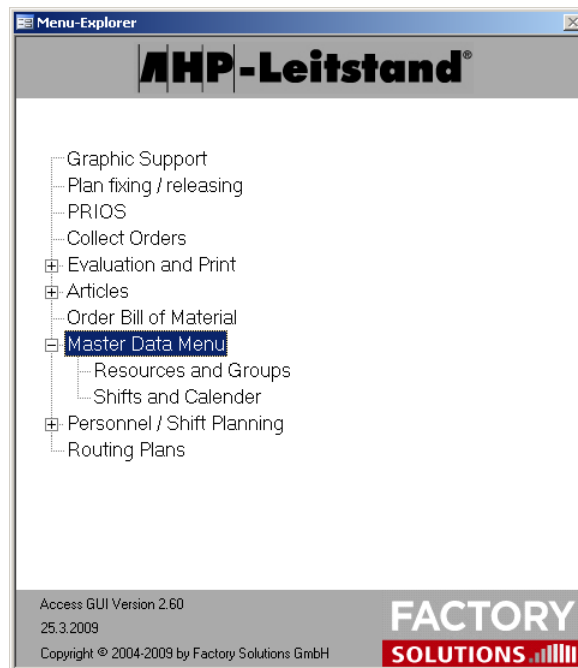 Menu-Explorer
AHP-Leitstand®
Graphic Support
Plan fixing / releasing
PRIOS
Collect Orders
Evaluation and Print
Articles
Order Bill of Material
Master Data Menu
Resources and Groups
Shifts and Calender
Personnel / Shift Planning
Routing Plans
Access GUI Version 2.60
25.3.2009
Copyright © 2004-2009 by Factory Solutions GmbH
FACTORY
SOLUTIONS